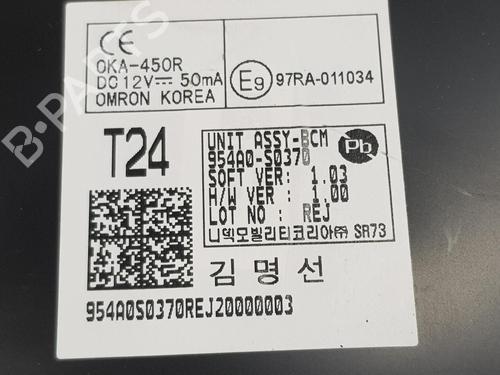 CE
OKA-450R
DC12V⎓ 50mA
OMRON KOREA
E9 97RA-011034
T24
UNIT ASSY-BCM
954A0-S0370
Pb
SOFT VER: 1.03
H/W VER : 1.00
LOT NO : REJ
니덱모빌리티코리아㈜ SA73
김명선
954A0S0370REJ20000003
B-PARTS